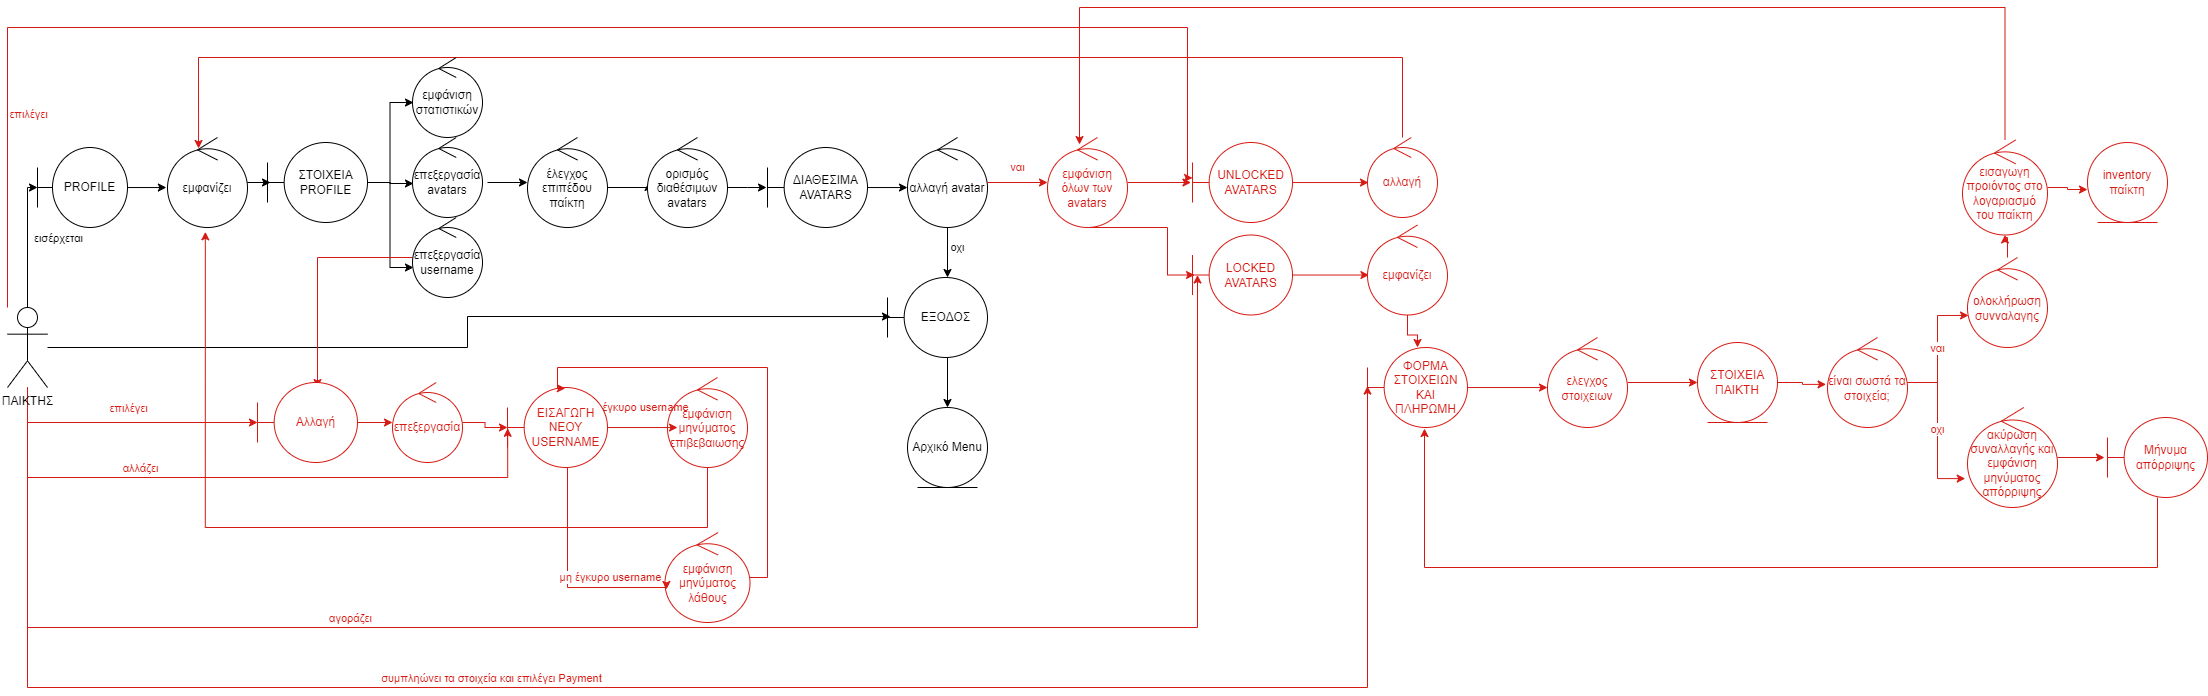 επιλέγει
PROFILE
εισέρχεται
εμφανίζει
ΣΤΟΙΧΕΙΑ
PROFILE
εμφάνιση
στατιστικών
επεξεργασία
avatars
επεξεργασία
username
έλεγχος
επιπέδου
παίκτη
ορισμός
διαθέσιμων
avatars
ΔΙΑΘΕΣΙΜΑ
AVATARS
αλλαγή avatar
ναι
οχι
εμφάνιση
όλων των
avatars
UNLOCKED
AVATARS
αλλαγή
LOCKED
AVATARS
εμφανίζει
εισαγωγη
προιόντος στο
λογαριασμό
του παίκτη
inventory
παίκτη
ολοκλήρωση
συνναλαγης
ΕΞΟΔΟΣ
Αρχικό Menu
ΠΑΙΚΤΗΣ
επιλέγει
Αλλαγή
επεξεργασία
ΕΙΣΑΓΩΓΗ
ΝΕΟΥ
USERNAME
έγκυρο username
εμφάνιση
μηνύματος
επιβεβαιωσης
αλλάζει
μη έγκυρο username
εμφάνιση
μηνύματος
λάθους
αγοράζει
συμπληώνει τα στοιχεία και επιλέγει Payment
ΦΟΡΜΑ
ΣΤΟΙΧΕΙΩΝ
ΚΑΙ
ΠΛΗΡΩΜΗ
ελεγχος
στοιχειων
ΣΤΟΙΧΕΙΑ
ΠΑΙΚΤΗ
είναι σωστά τα
στοιχεία;
ναι
οχι
ακύρωση
συναλλαγής και
εμφάνιση
μηνύματος
απόρριψης
Μήνυμα
απόρριψης